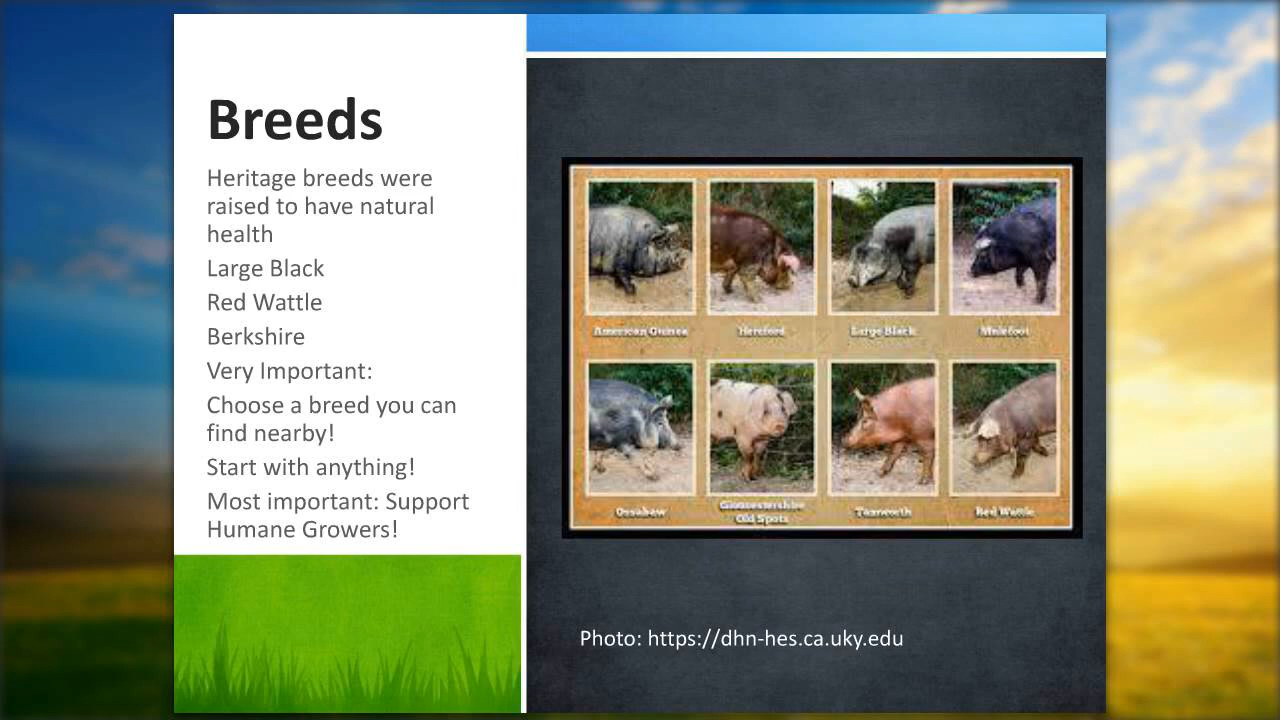 Breeds
Heritage breeds were
raised to have natural
health
Large Black
Red Wattle
Berkshire
Very Important:
Choose a breed you can
find nearby!
Start with anything!
Most important: Support
Humane Growers!
American Guinea
Hereford
Large Black
Mulefoot
Ossabaw
Gloucestershire
Old Spots
Tamworth
Red Wattle
Photo: https://dhn-hes.ca.uky.edu